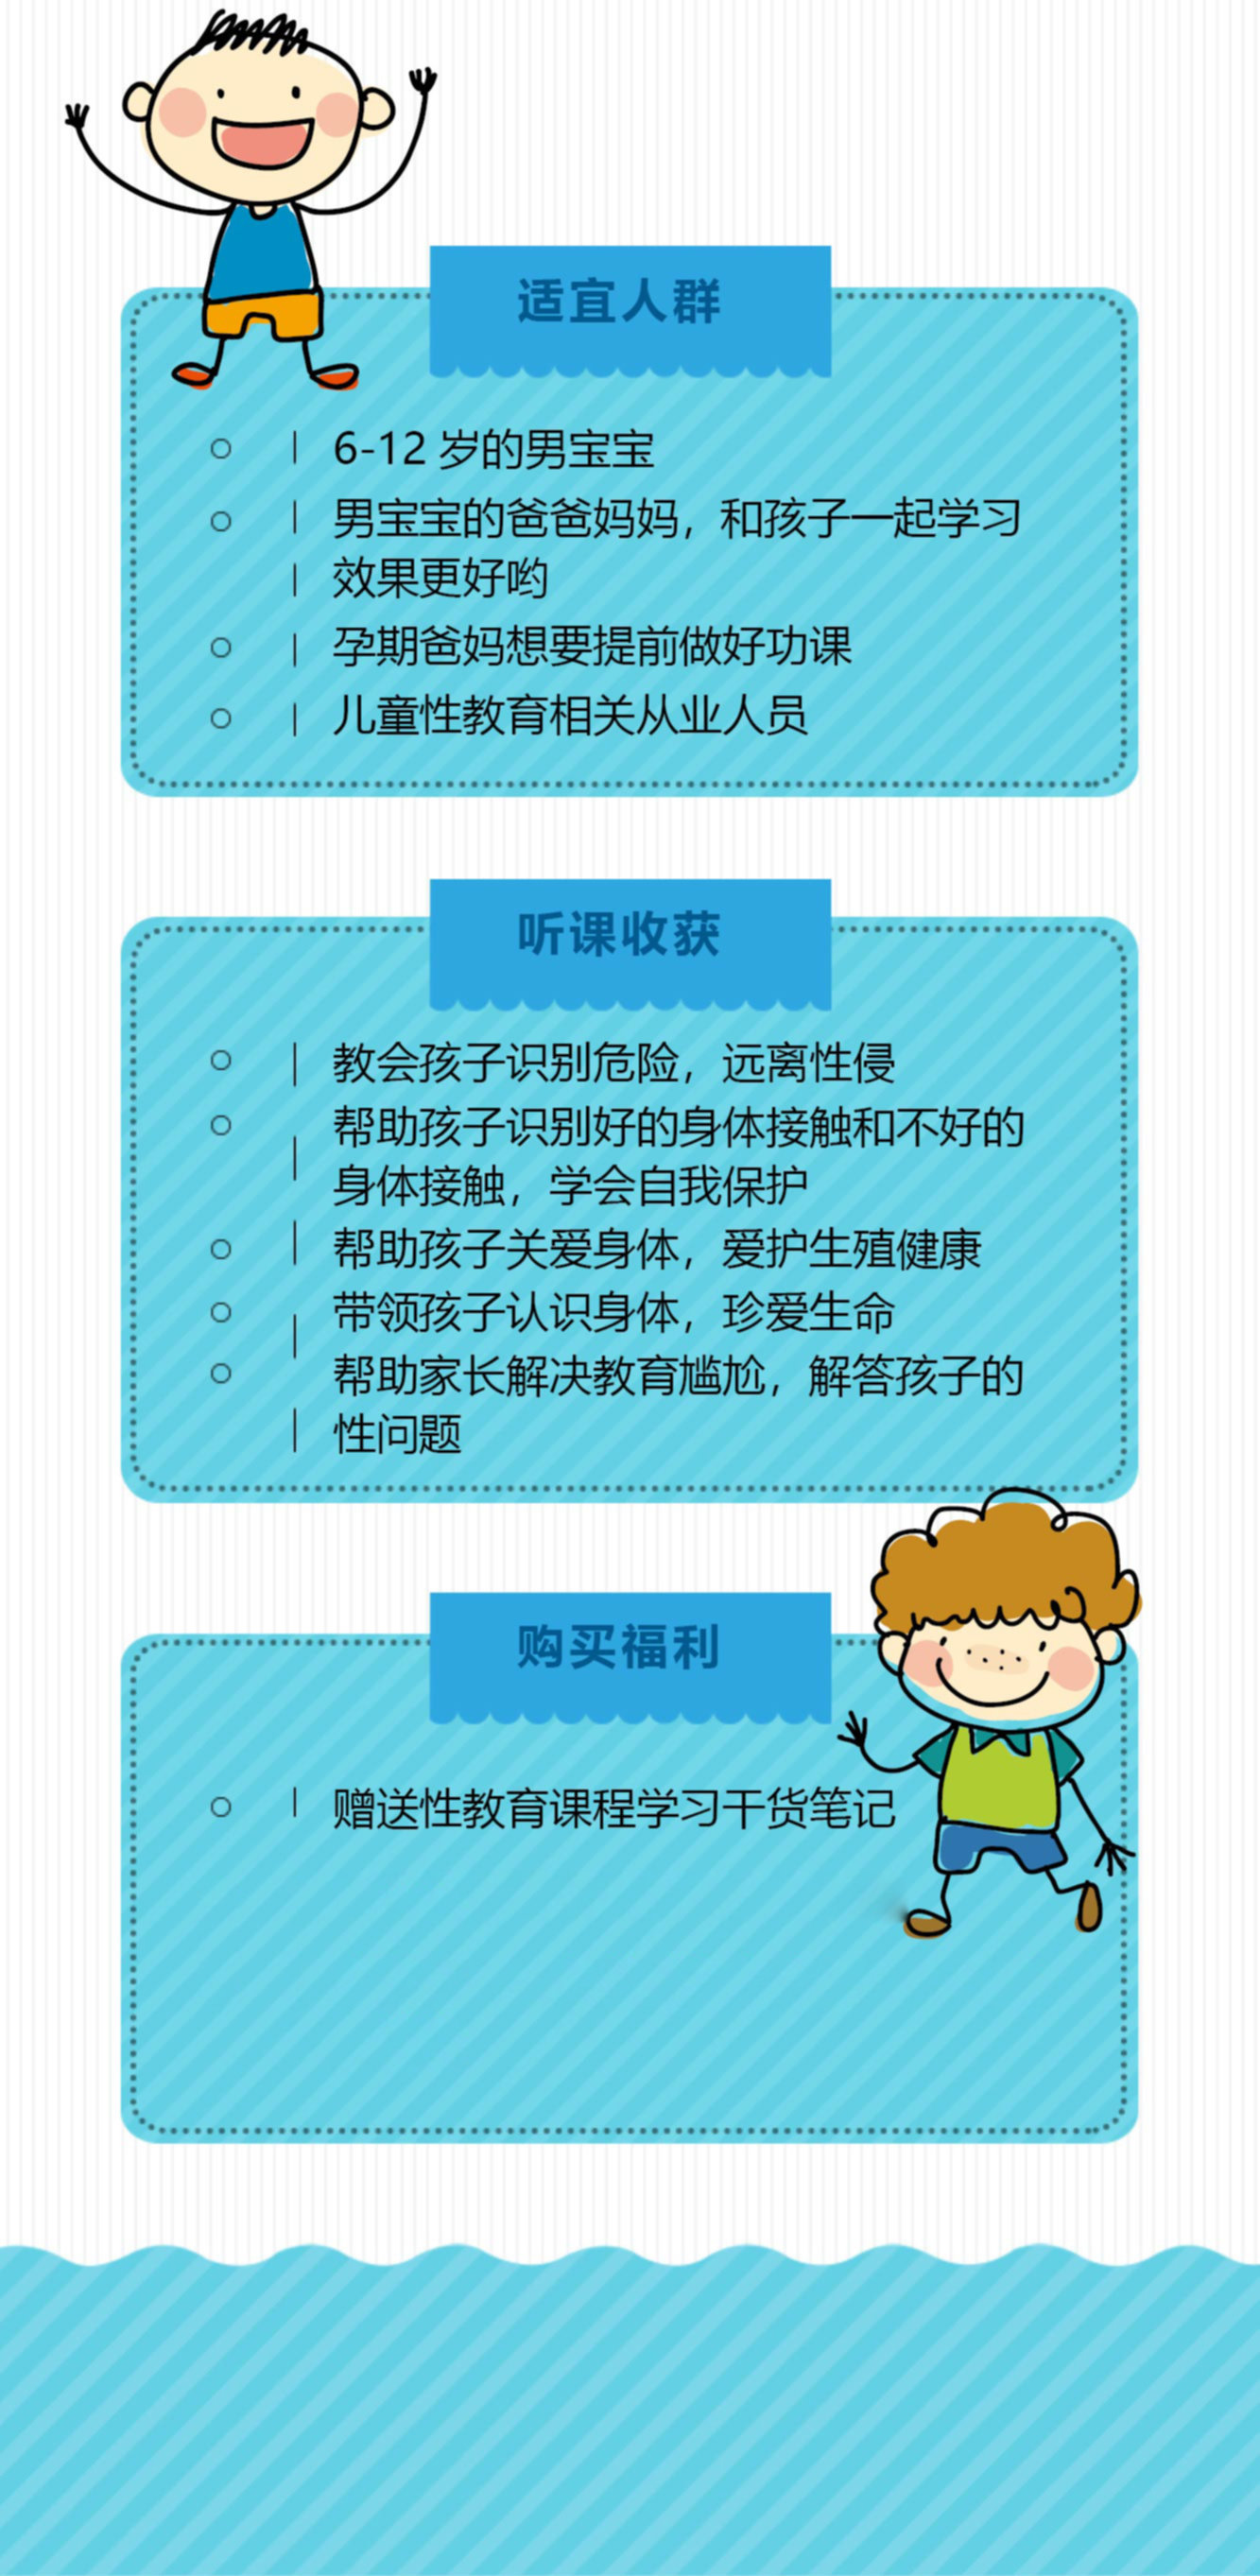 适宜人群
6-12 岁的男宝宝
男宝宝的爸爸妈妈，和孩子一起学习
效果更好哟
孕期爸妈想要提前做好功课
儿童性教育相关从业人员
听课收获
教会孩子识别危险，远离性侵
帮助孩子识别好的身体接触和不好的
身体接触，学会自我保护
帮助孩子关爱身体，爱护生殖健康
带领孩子认识身体，珍爱生命
帮助家长解决教育尴尬，解答孩子的
性问题
购买福利
赠送性教育课程学习干货笔记